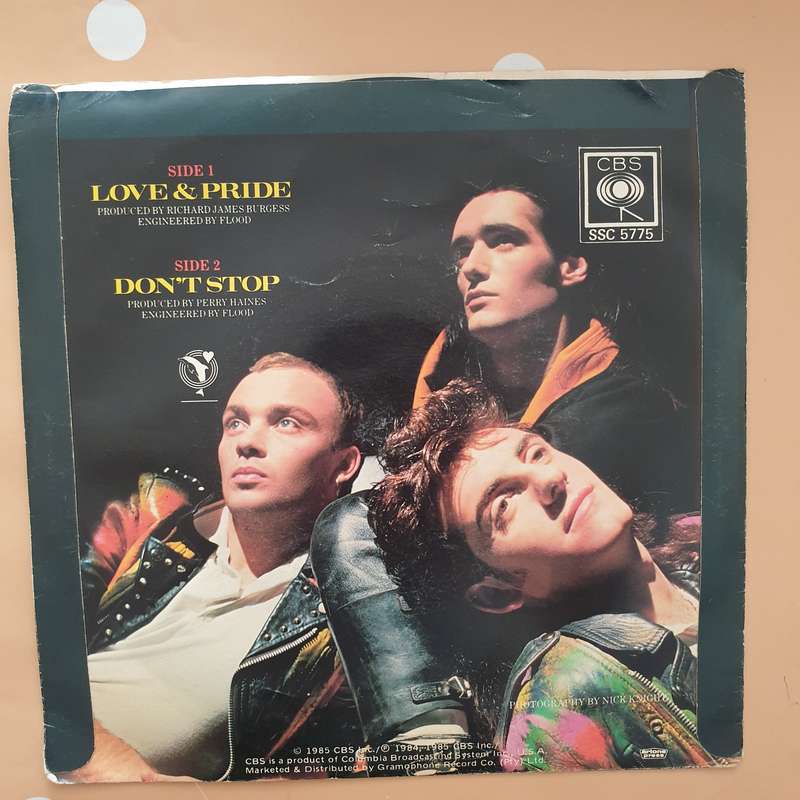 SIDE 1
LOVE & PRIDE
PRODUCED BY RICHARD JAMES BURGESS
ENGINEERED BY FLOOD
SIDE 2
DON'T STOP
PRODUCED BY PERRY HAINES
ENGINEERED BY FLOOD
CBS
SSC 5775
PHOTOGRAPHY BY NICK KNIGHT
© 1985 CBS Inc./℗ 1984, 1985 CBS Inc./
CBS is a product of Columbia Broadcasting System Inc., U.S.A.
Marketed & Distributed by Gramophone Record Co. (Pty) Ltd.
artone
press